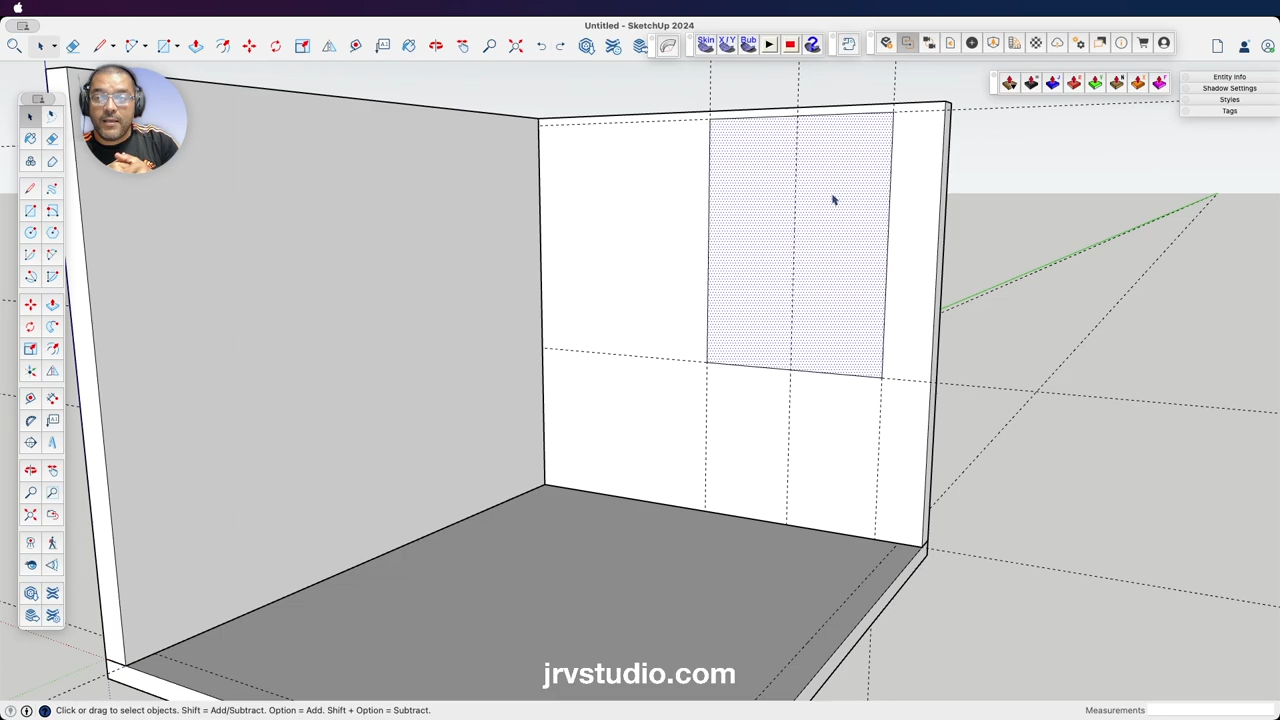 Untitled - SketchUp 2024
Skin X/Y Bub
Entity Info
Shadow Settings
Styles
Tags
jrvstudio.com
Click or drag to select objects. Shift = Add/Subtract. Option = Add. Shift + Option = Subtract.
Measurements